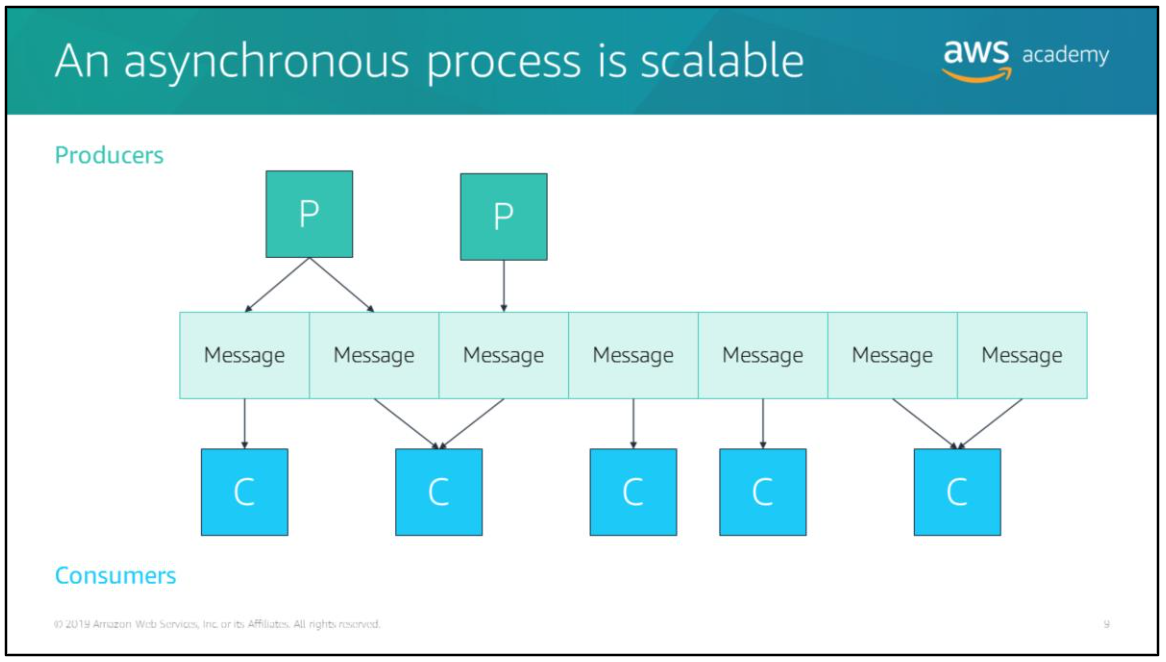 An asynchronous process is scalable
aws academy
Producers
P P
Message Message Message Message Message Message Message
C C C C C
Consumers
© 2019 Amazon Web Services, Inc. or its Affiliates. All rights reserved.
9